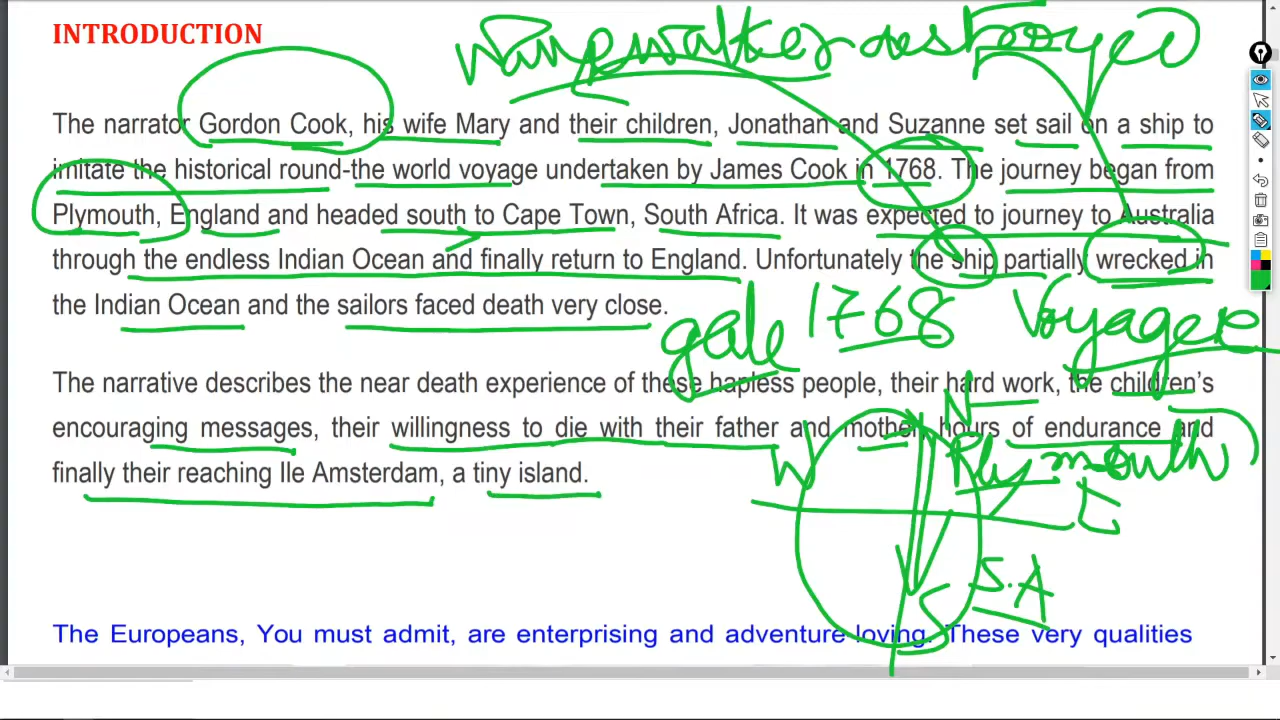 INTRODUCTION
wavewalker destroyed
The narrator Gordon Cook, his wife Mary and their children, Jonathan and Suzanne set sail on a ship to
imitate the historical round-the world voyage undertaken by James Cook in 1768. The journey began from
Plymouth, England and headed south to Cape Town, South Africa. It was expected to journey to Australia
through the endless Indian Ocean and finally return to England. Unfortunately the ship partially wrecked in
the Indian Ocean and the sailors faced death very close.
gale 1768 Voyage
The narrative describes the near death experience of these hapless people, their hard work, the children's
encouraging messages, their willingness to die with their father and mother, hours of endurance and
finally their reaching Ile Amsterdam, a tiny island.
N
W Plymouth
E
S S.A
The Europeans, You must admit, are enterprising and adventure loving. These very qualities